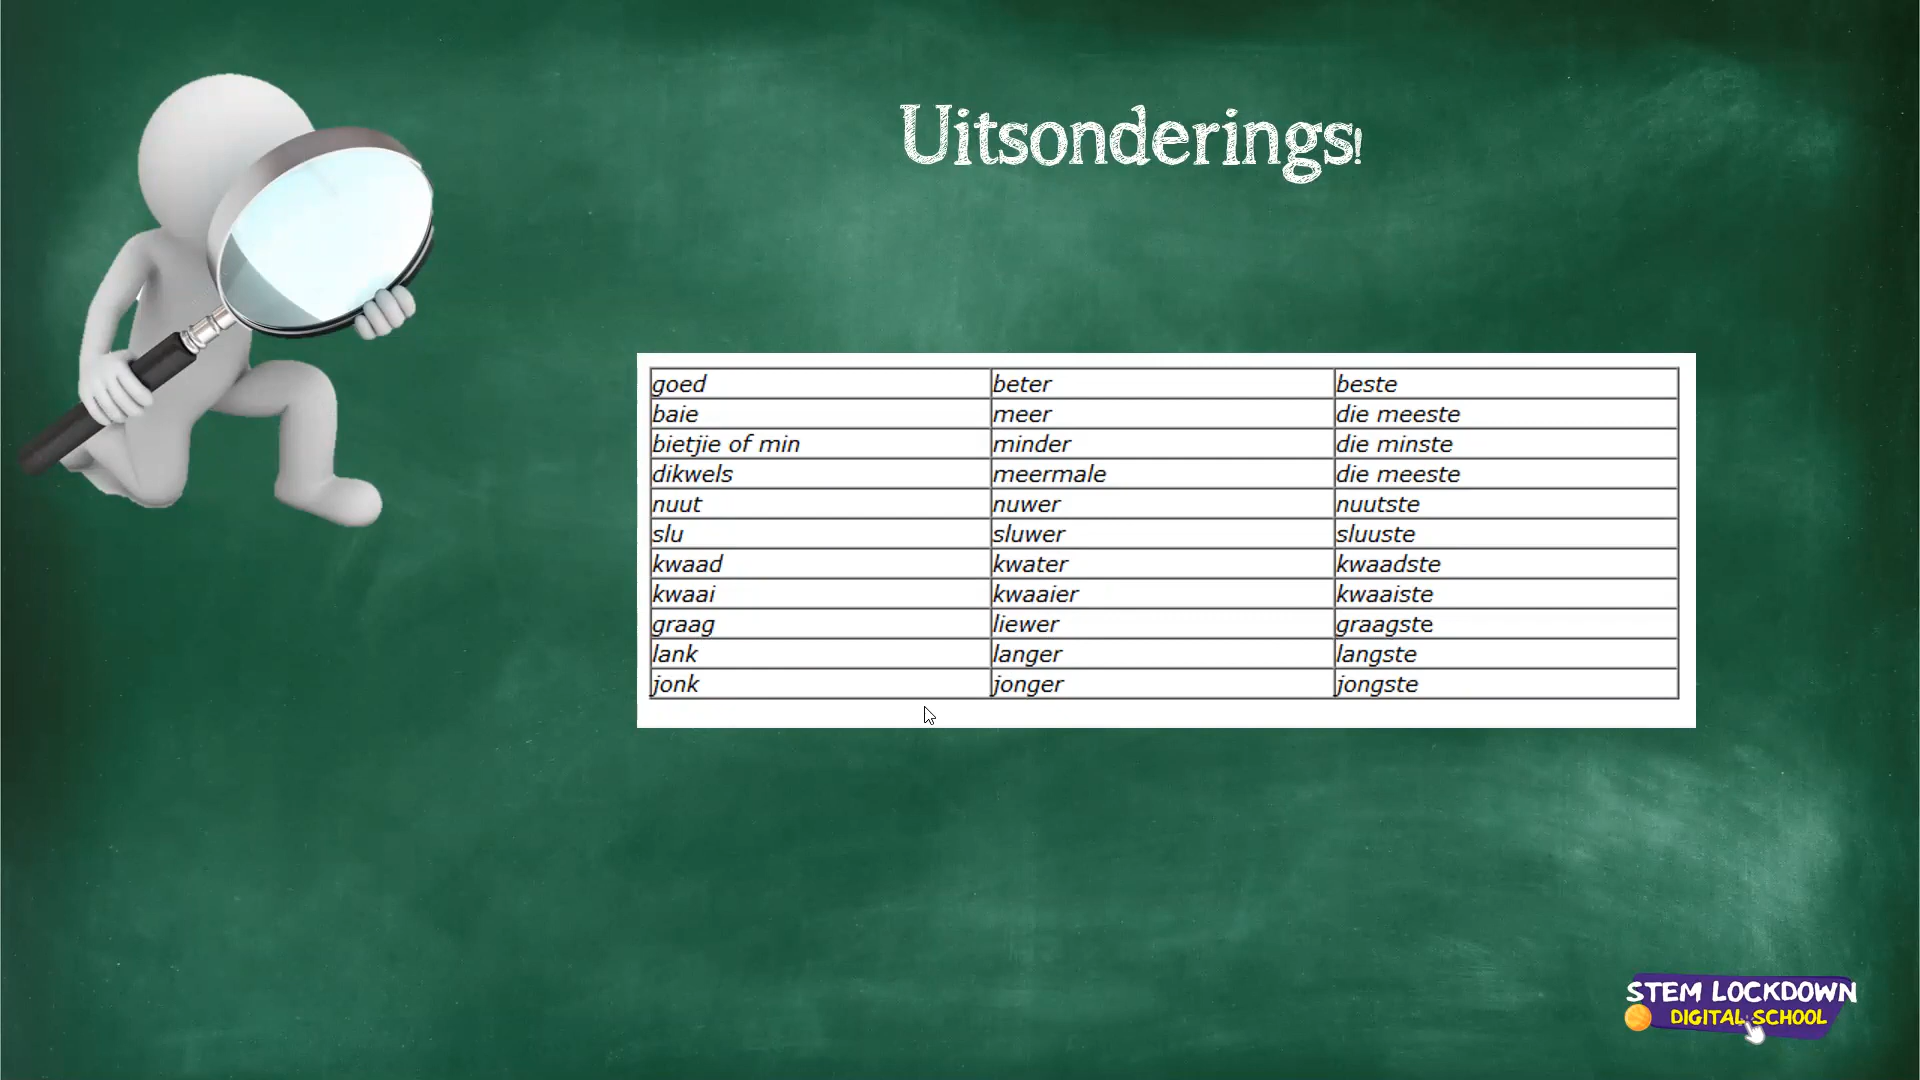 Uitsonderings!
goed beter beste
baie meer die meeste
bietjie of min minder die minste
dikwels meermale die meeste
nuut nuwer nuutste
slu sluwer sluuste
kwaad kwater kwaadste
kwaai kwaaier kwaaiste
graag liewer graagste
lank langer langste
jonk jonger jongste
STEM LOCKDOWN
DIGITAL SCHOOL